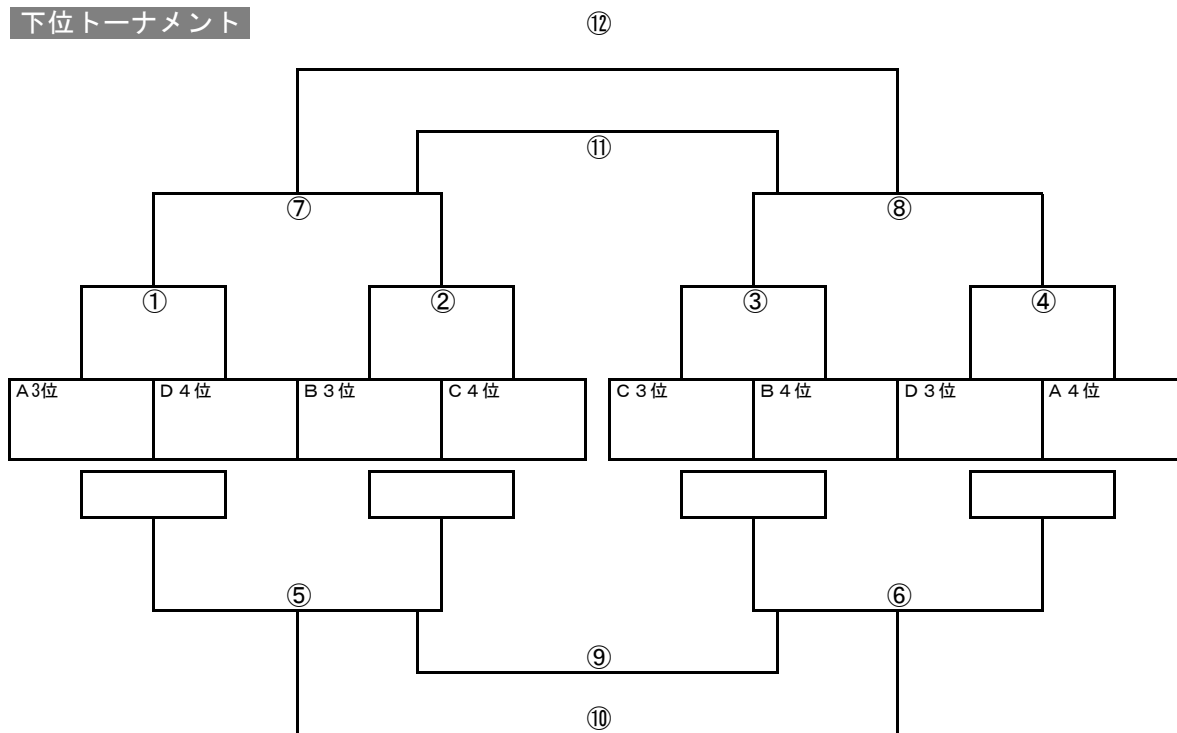 下位トーナメント
⑫
⑪
⑦
⑧
①
②
③
④
A3位
D4位
B3位
C4位
C3位
B4位
D3位
A4位
⑤
⑥
⑨
⑩